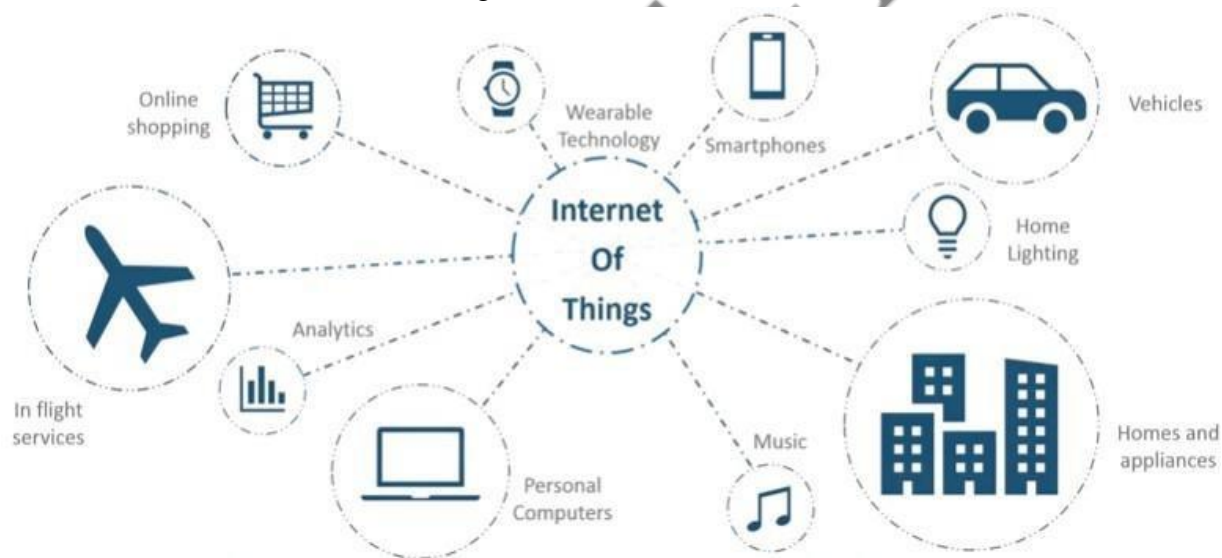 Online
shopping
Wearable
Technology
Smartphones
Vehicles
Internet
Of
Things
Home
Lighting
Analytics
In flight
services
Personal
Computers
Music
Homes and
appliances